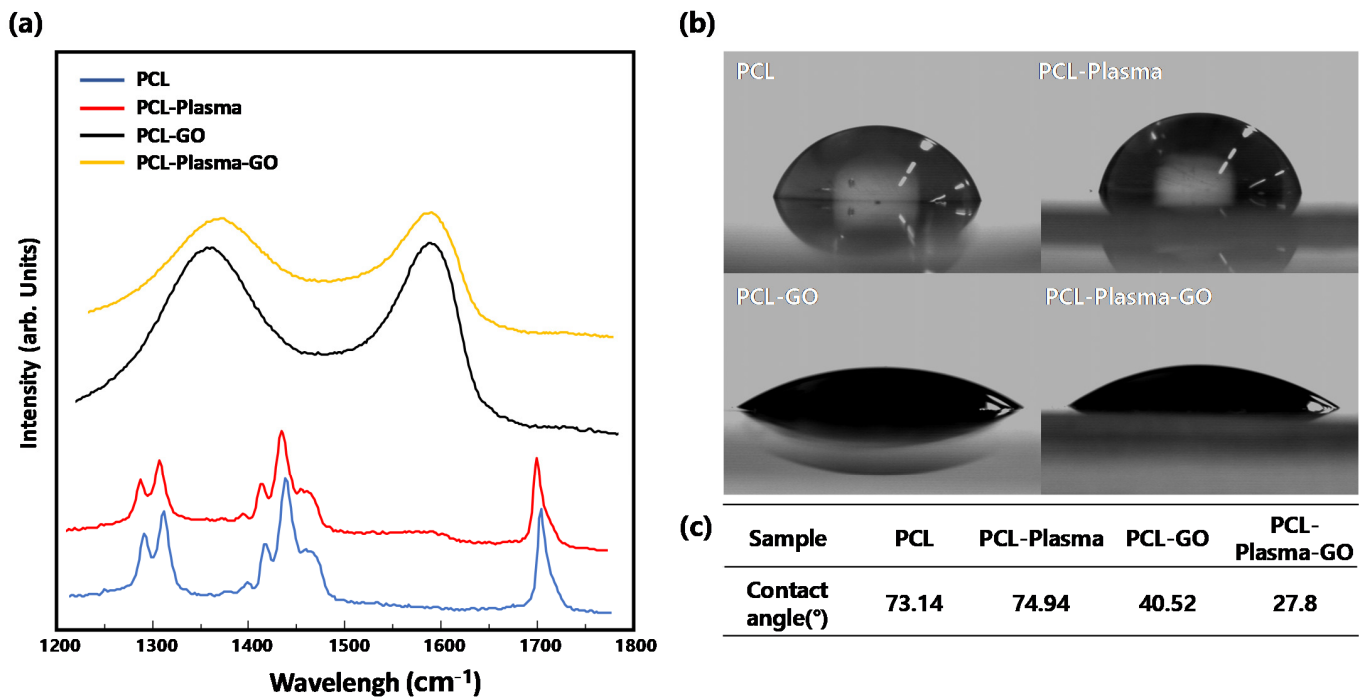 (a)
PCL
PCL-Plasma
PCL-GO
PCL-Plasma-GO
Intensity (arb. Units)
1200 1300 1400 1500 1600 1700 1800
Wavelengh (cm⁻¹)
(b)
PCL
PCL-Plasma
PCL-GO
PCL-Plasma-GO
(c)
Sample PCL PCL-Plasma PCL-GO PCL-
Plasma-GO
Contact
angle(°) 73.14 74.94 40.52 27.8